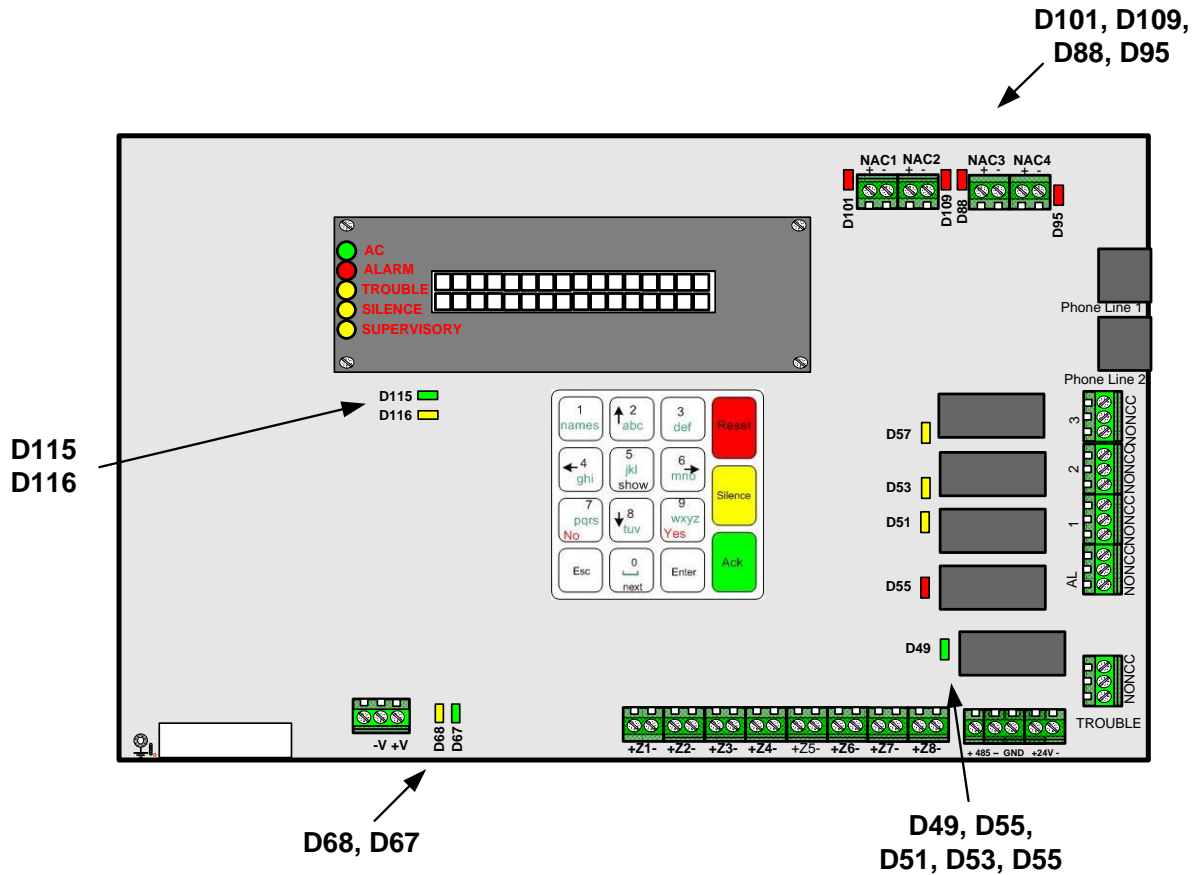 D101, D109,
D88, D95
NAC1 NAC2 NAC3 NAC4
+ - + - + - + -
D101
D109
D88
D95
AC
ALARM
TROUBLE
SILENCE
SUPERVISORY
Phone Line 1
Phone Line 2
D115
D116
D115
D116
1
names
2
abc
3
def
Reset
4
ghi
5
jkl
show
6
mno
Silence
7
pqrs
No
8
tuv
9
wxyz
Yes
Ack
Esc
0
next
Enter
D57
D53
D51
D55
D49
3
NONCC
2
NONCC
1
NONCC
AL
NONCC
NONCC
TROUBLE
-V +V
D68
D67
+Z1- +Z2- +Z3- +Z4- +Z5- +Z6- +Z7- +Z8-
+ 485 – GND +24V -
D68, D67
D49, D55,
D51, D53, D55